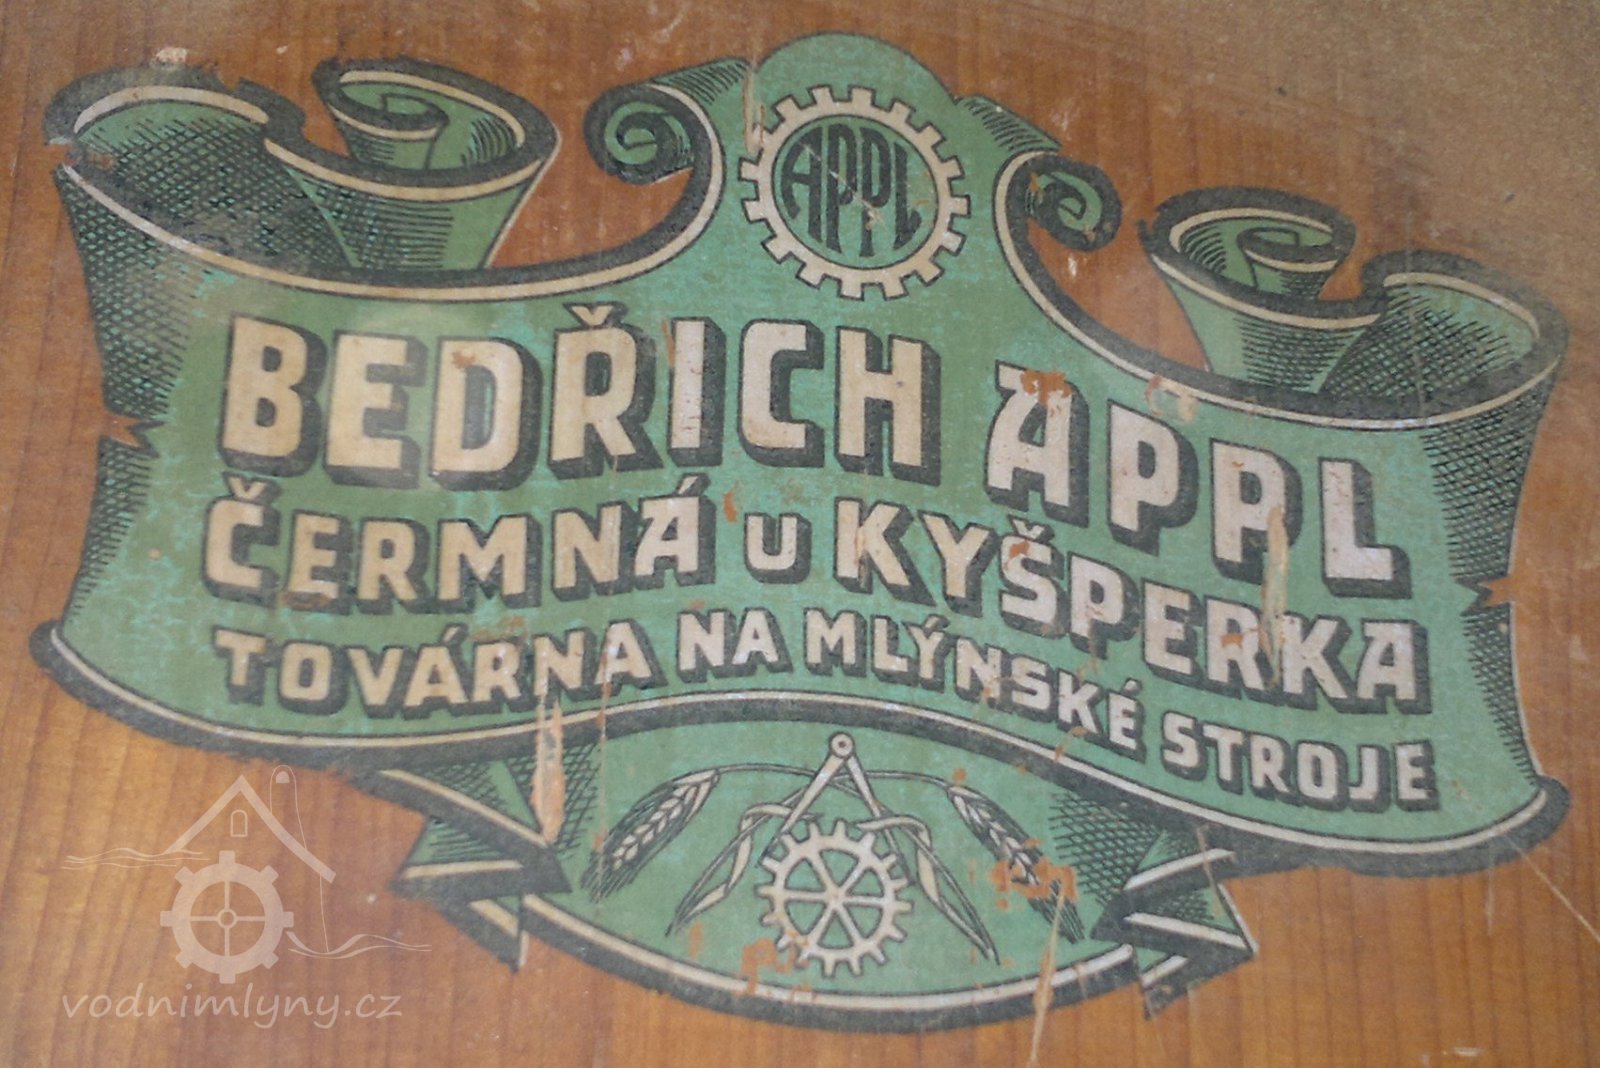 APPL
BEDŘICH APPL
ČERMNÁ U KYŠPERKA
TOVÁRNA NA MLÝNSKÉ STROJE
vodnimlyny.cz